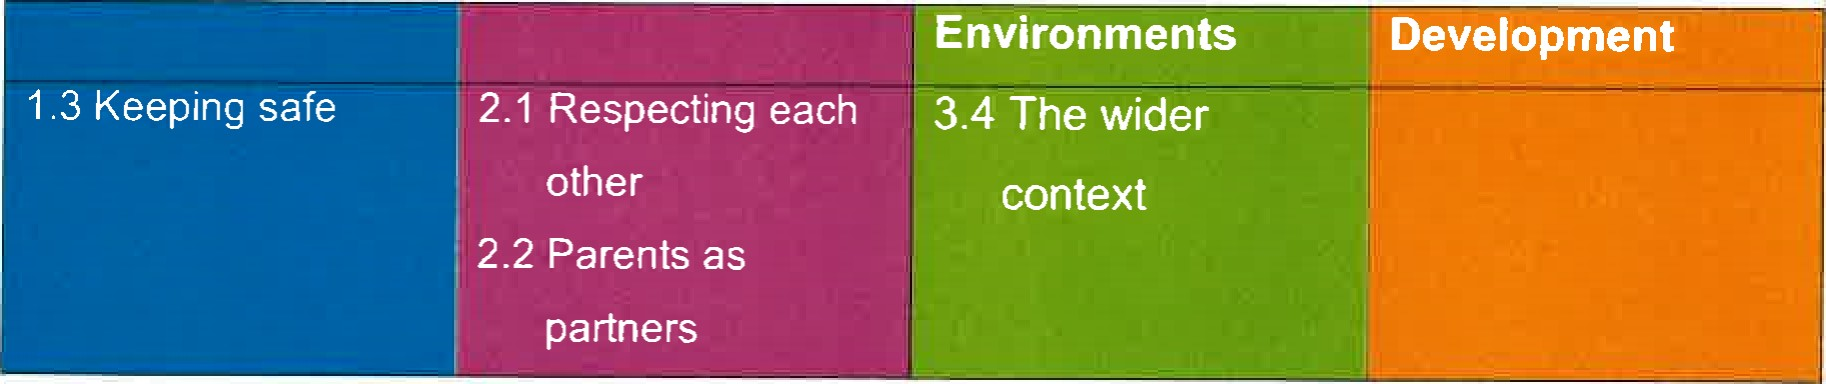 Environments
Development
1.3 Keeping safe
2.1 Respecting each
other
2.2 Parents as
partners
3.4 The wider
context